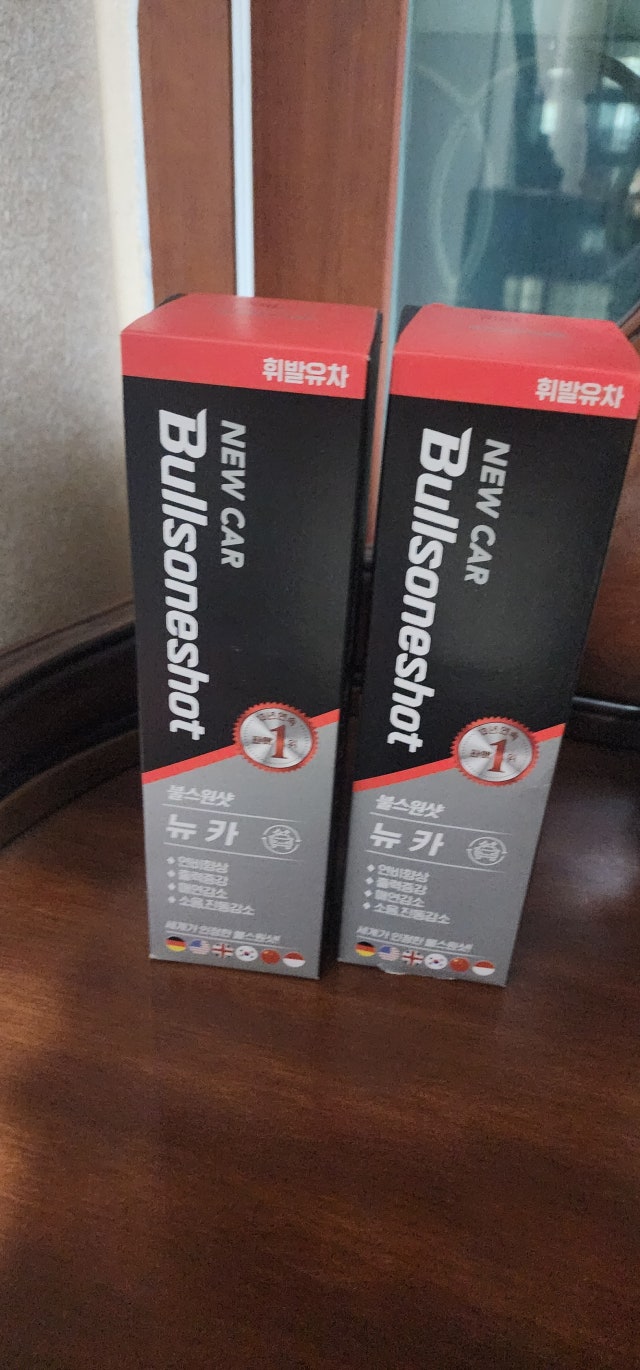 휘발유차
NEW CAR
Bullsoneshot
1
불스원샷
뉴 카
연비향상
출력증강
매연감소
소음, 진동감소
세계가 인정한 불스원샷!
휘발유차
NEW CAR
Bullsoneshot
1
불스원샷
뉴 카
연비향상
출력증강
매연감소
소음, 진동감소
세계가 인정한 불스원샷!